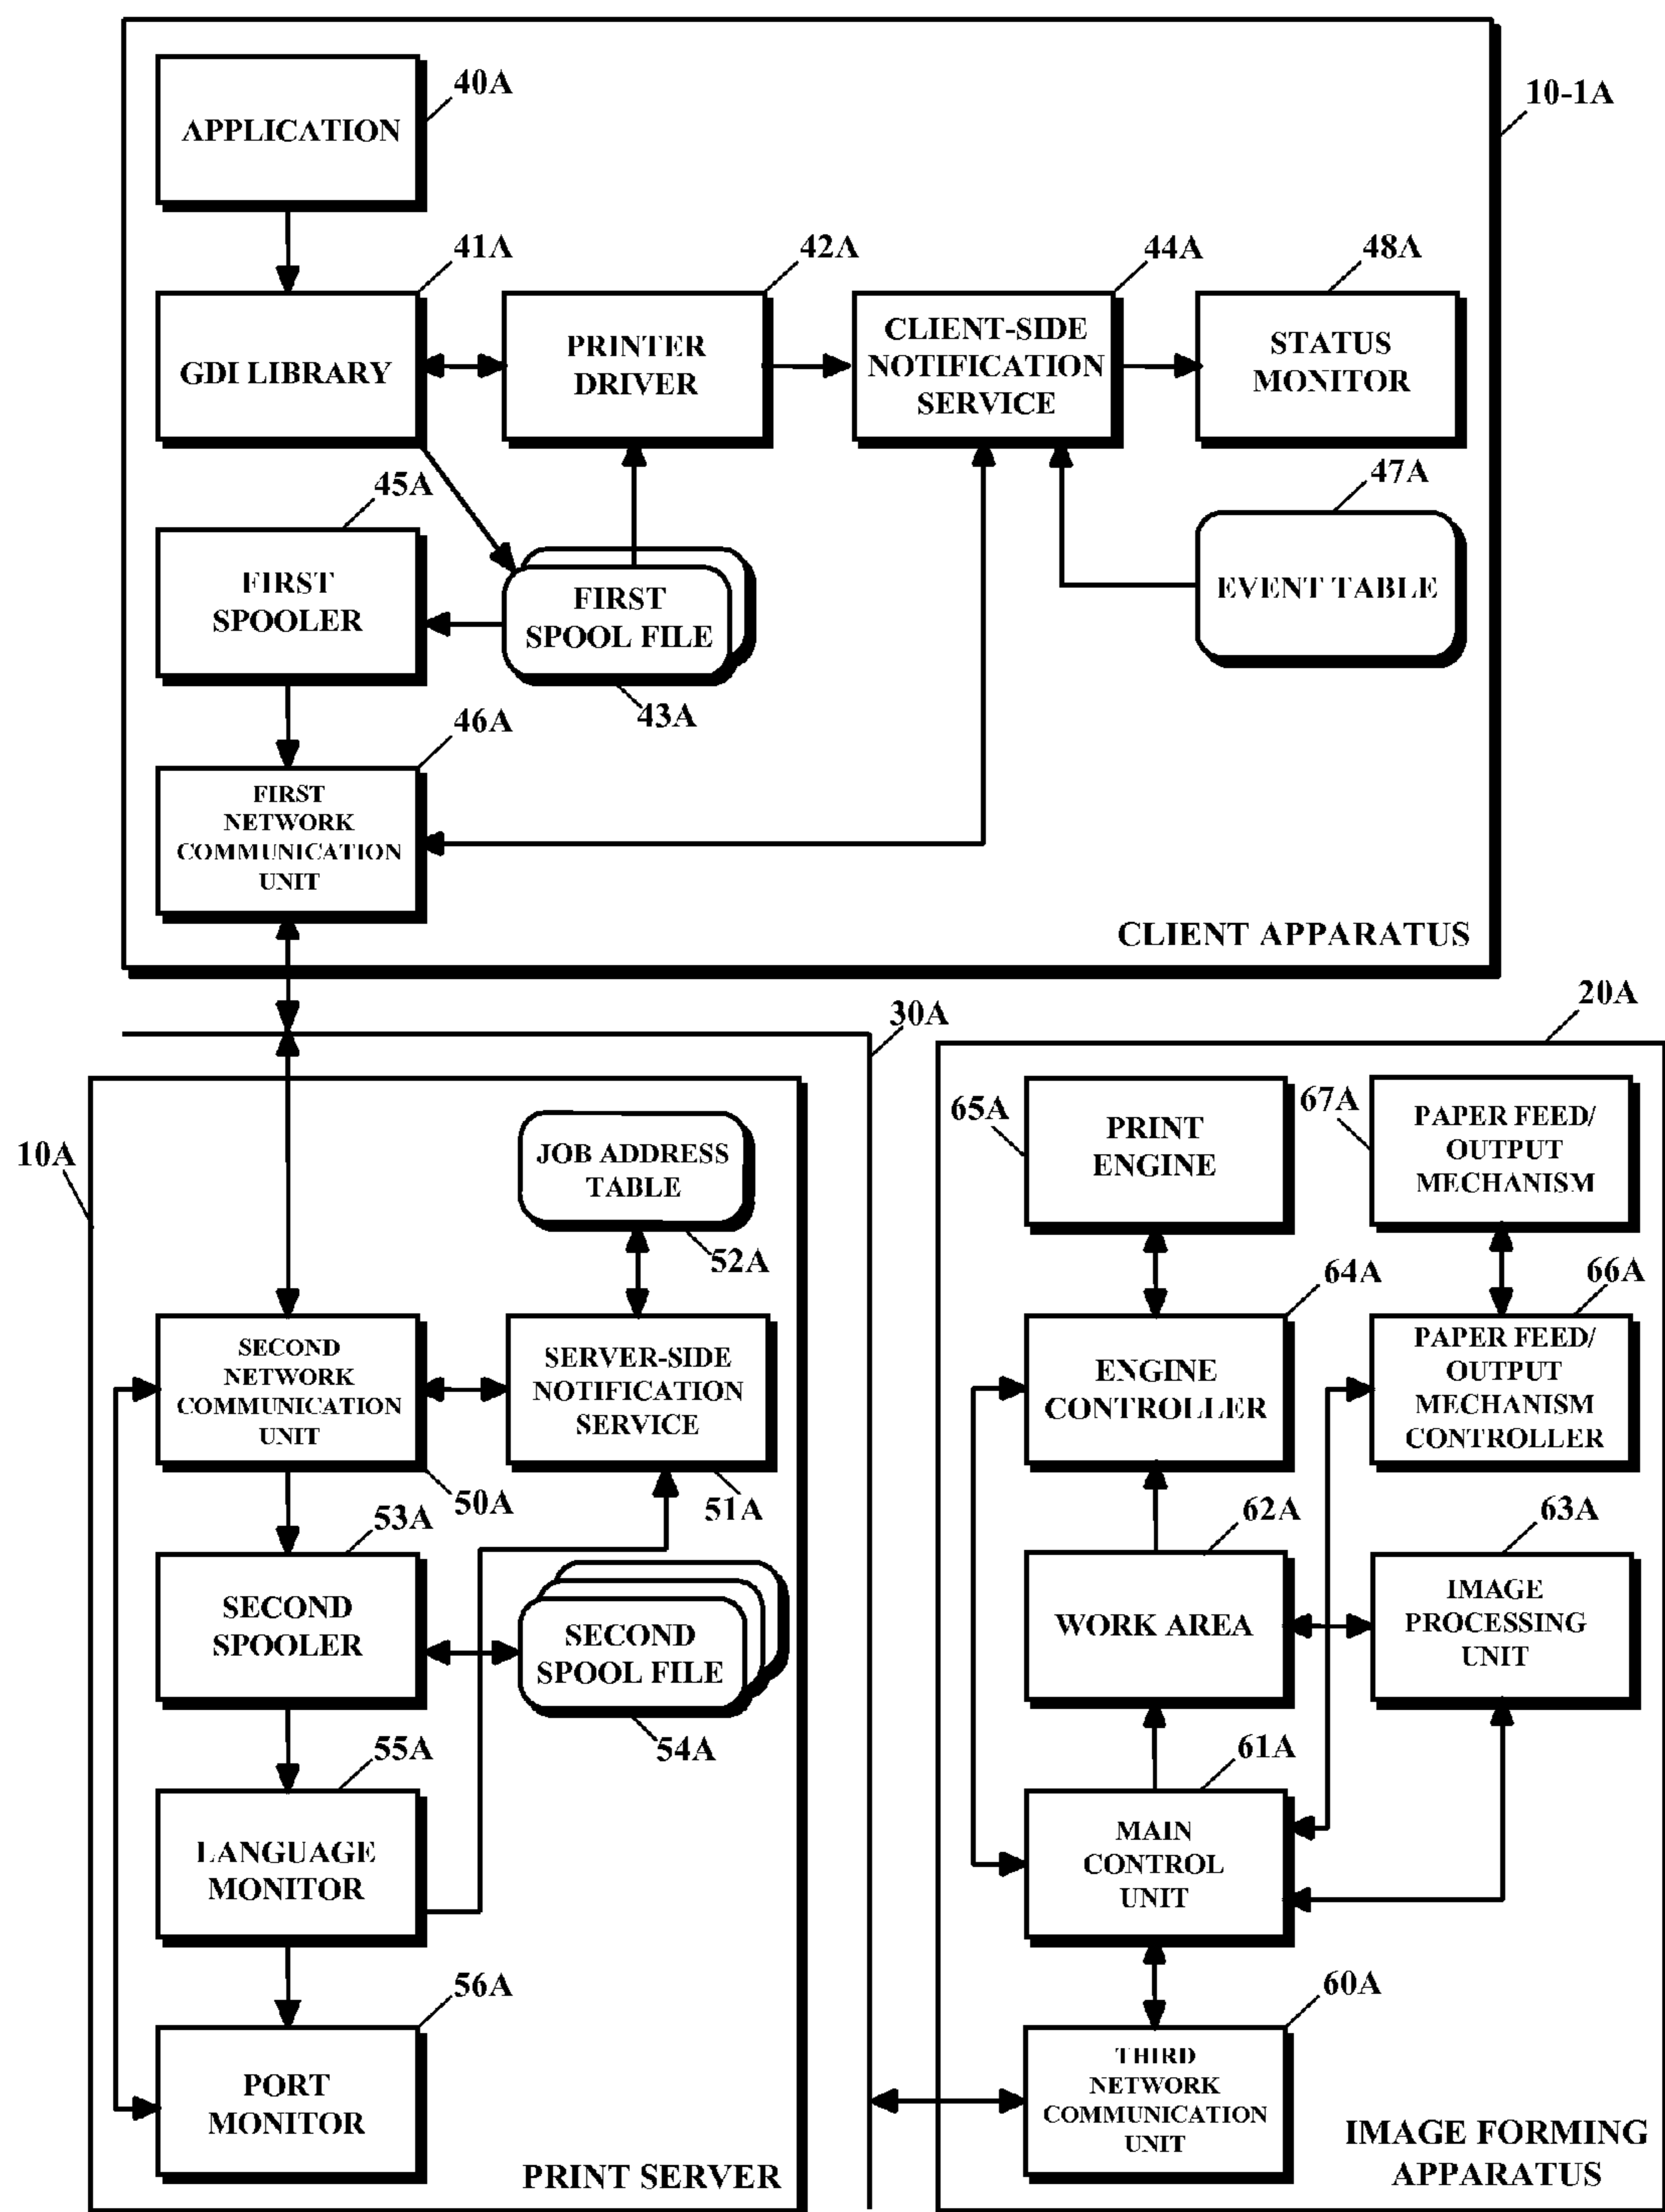 40A
APPLICATION
10-1A
41A
42A
44A
48A
GDI LIBRARY
PRINTER
DRIVER
CLIENT-SIDE
NOTIFICATION
SERVICE
STATUS
MONITOR
45A
47A
FIRST
SPOOLER
FIRST
SPOOL FILE
EVENT TABLE
43A
46A
FIRST
NETWORK
COMMUNICATION
UNIT
CLIENT APPARATUS
30A
20A
10A
JOB ADDRESS
TABLE
52A
65A
PRINT
ENGINE
67A
PAPER FEED/
OUTPUT
MECHANISM
64A
66A
SECOND
NETWORK
COMMUNICATION
UNIT
SERVER-SIDE
NOTIFICATION
SERVICE
ENGINE
CONTROLLER
PAPER FEED/
OUTPUT
MECHANISM
CONTROLLER
50A
51A
53A
62A
63A
SECOND
SPOOLER
SECOND
SPOOL FILE
WORK AREA
IMAGE
PROCESSING
UNIT
54A
55A
61A
LANGUAGE
MONITOR
MAIN
CONTROL
UNIT
56A
60A
PORT
MONITOR
THIRD
NETWORK
COMMUNICATION
UNIT
PRINT SERVER
IMAGE FORMING
APPARATUS